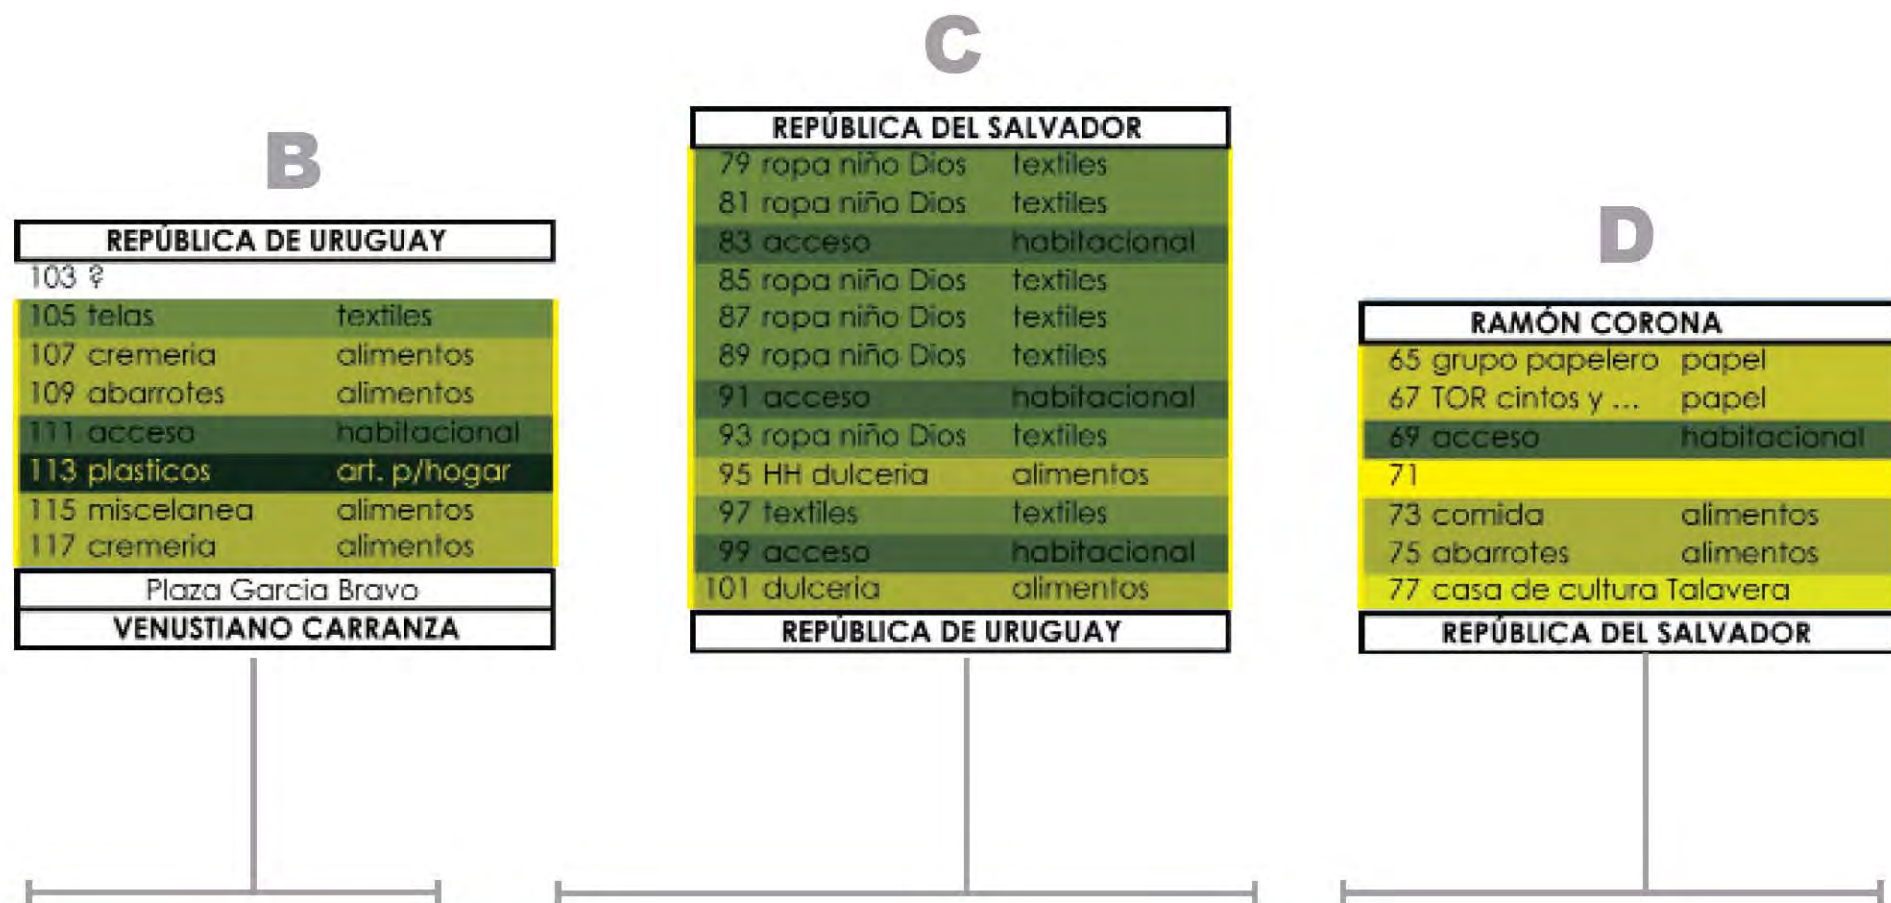 B
REPÚBLICA DE URUGUAY
103 ?
105 telas textiles
107 cremeria alimentos
109 abarrotes alimentos
111 acceso habitacional
113 plasticos art. p/hogar
115 miscelanea alimentos
117 cremeria alimentos
Plaza Garcia Bravo
VENUSTIANO CARRANZA
C
REPÚBLICA DEL SALVADOR
79 ropa niño Dios textiles
81 ropa niño Dios textiles
83 acceso habitacional
85 ropa niño Dios textiles
87 ropa niño Dios textiles
89 ropa niño Dios textiles
91 acceso habitacional
93 ropa niño Dios textiles
95 HH dulceria alimentos
97 textiles textiles
99 acceso habitacional
101 dulceria alimentos
REPÚBLICA DE URUGUAY
D
RAMÓN CORONA
65 grupo papelero papel
67 TOR cintos y ... papel
69 acceso habitacional
71
73 comida alimentos
75 abarrotes alimentos
77 casa de cultura Talavera
REPÚBLICA DEL SALVADOR